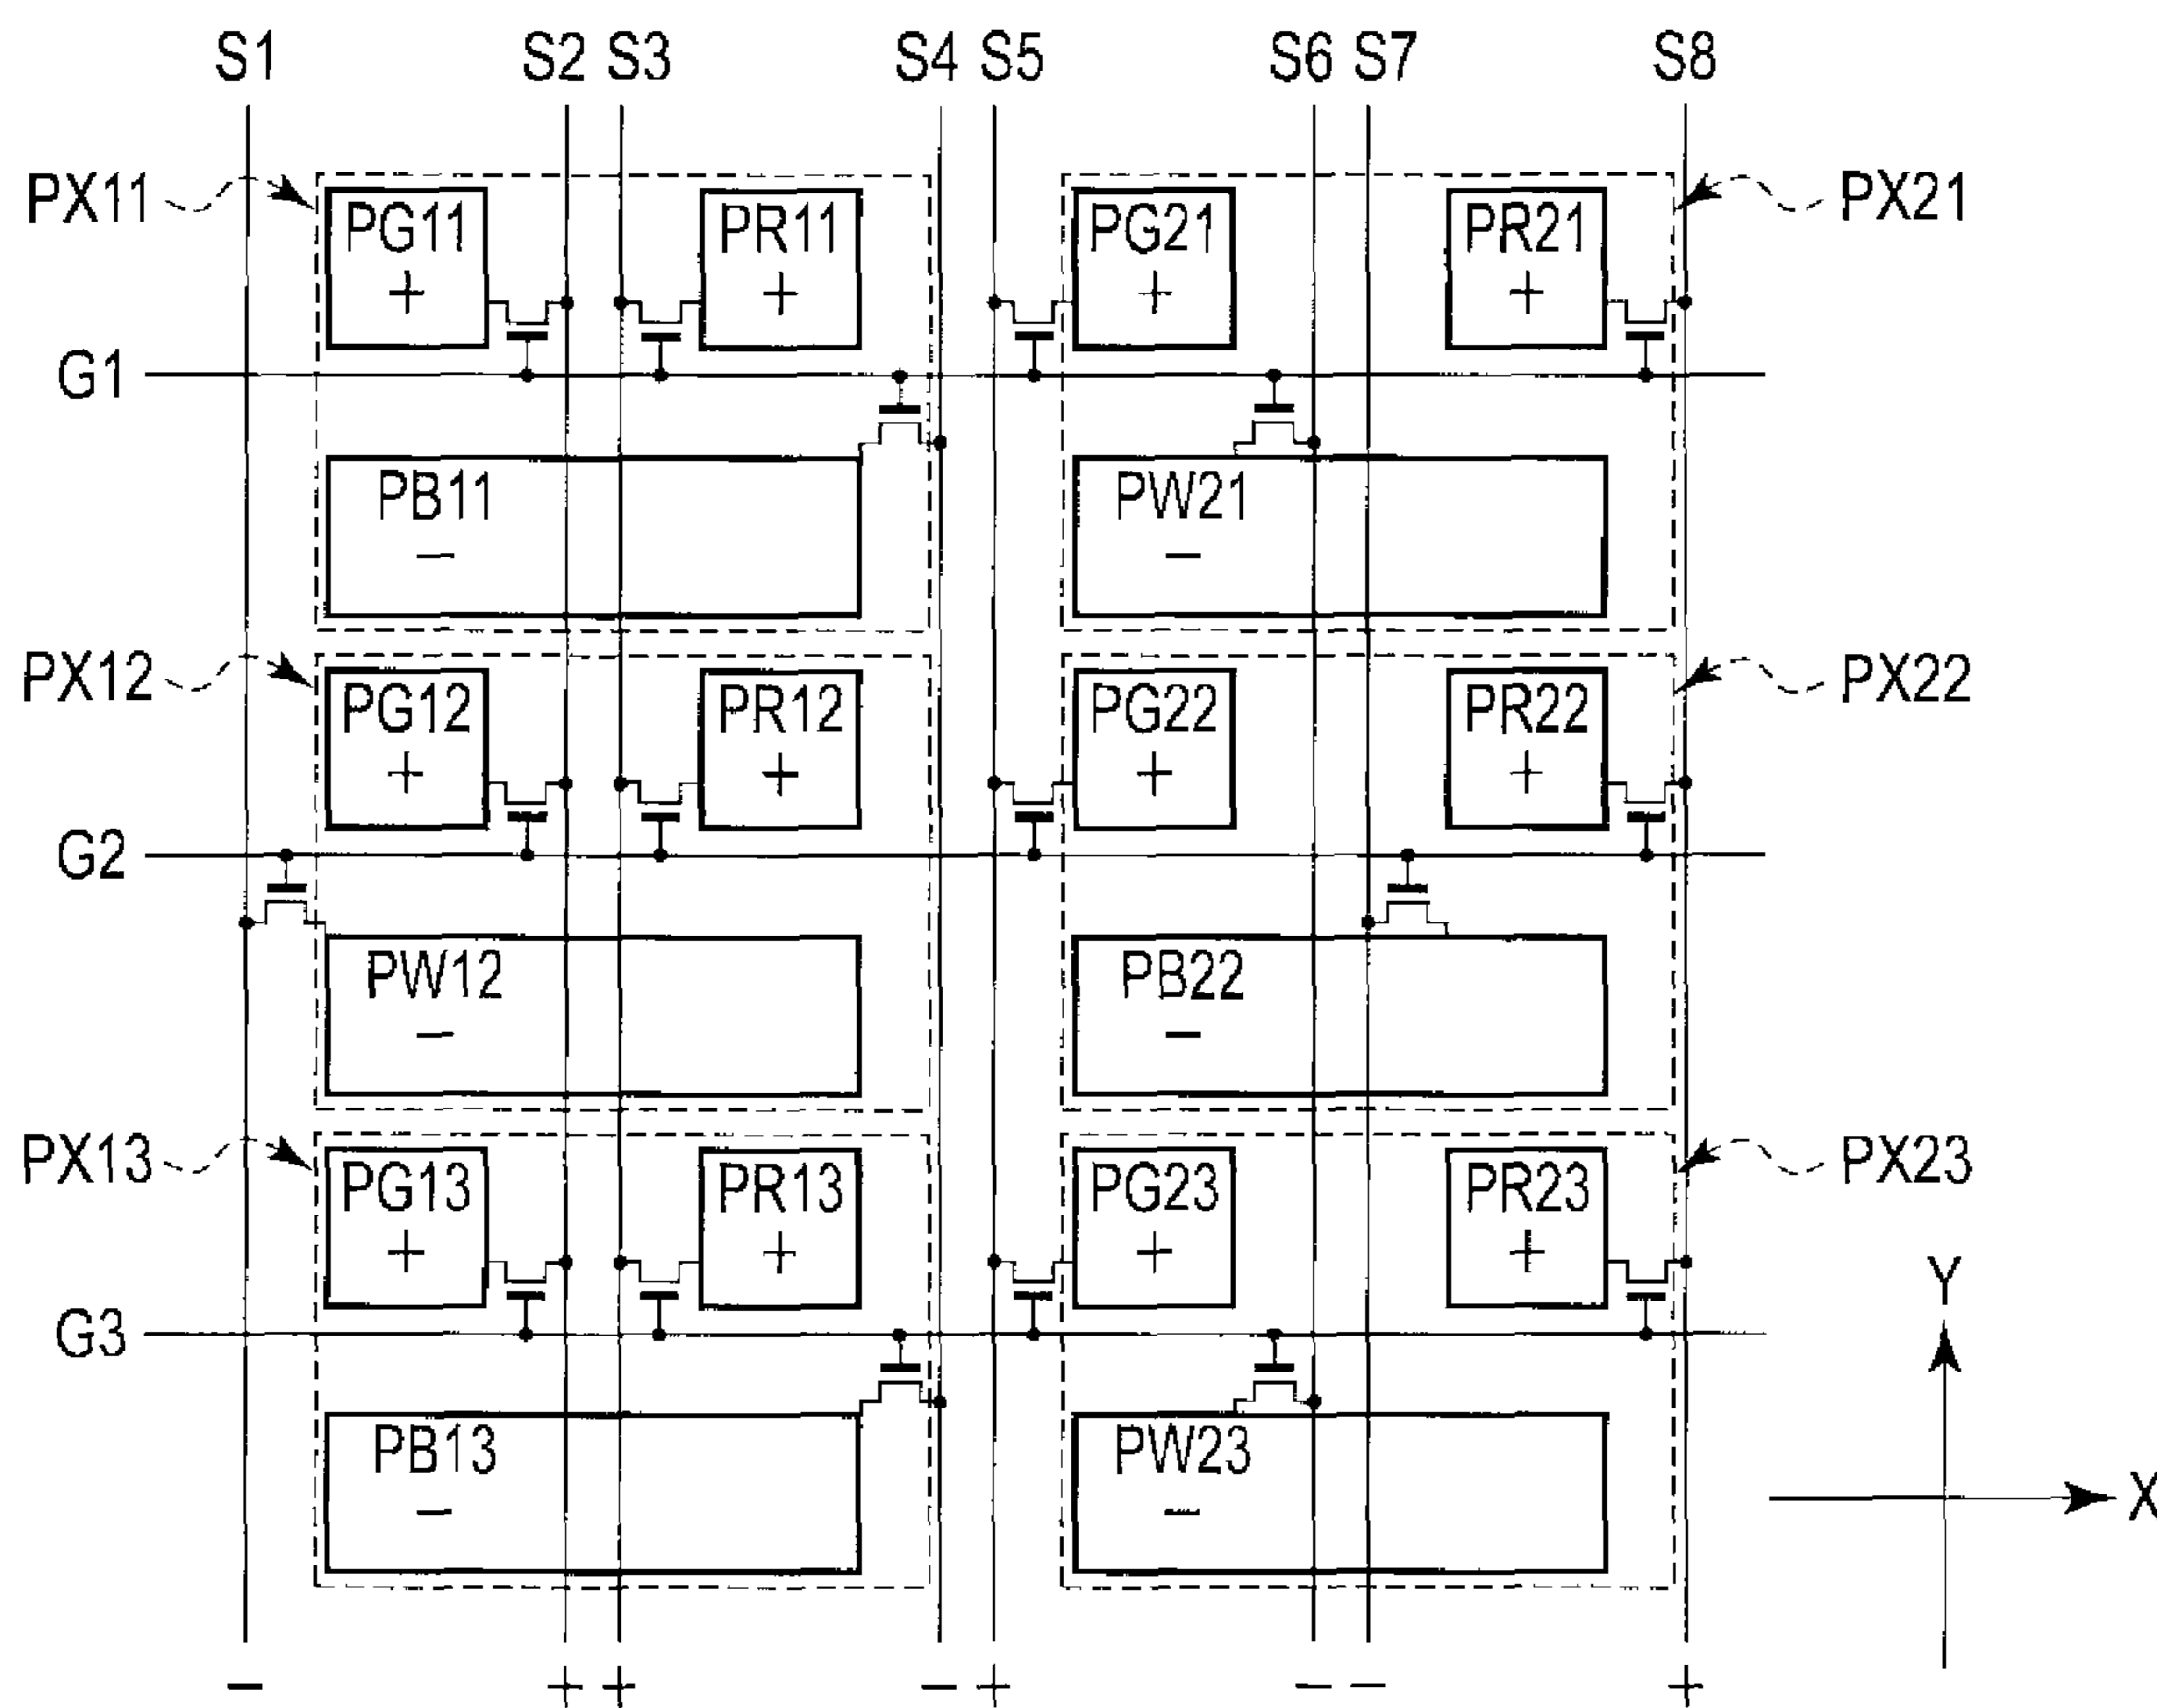 S1 S2 S3 S4 S5 S6 S7 S8
PX11 PG11 PR11 PG21 PR21 PX21
+ + + +
G1
PB11 PW21
− −
PX12 PG12 PR12 PG22 PR22 PX22
+ + + +
G2
PW12 PB22
− −
PX13 PG13 PR13 PG23 PR23 PX23
+ + + +
Y
G3
PB13 PW23
− −
X
− + + − + − − +